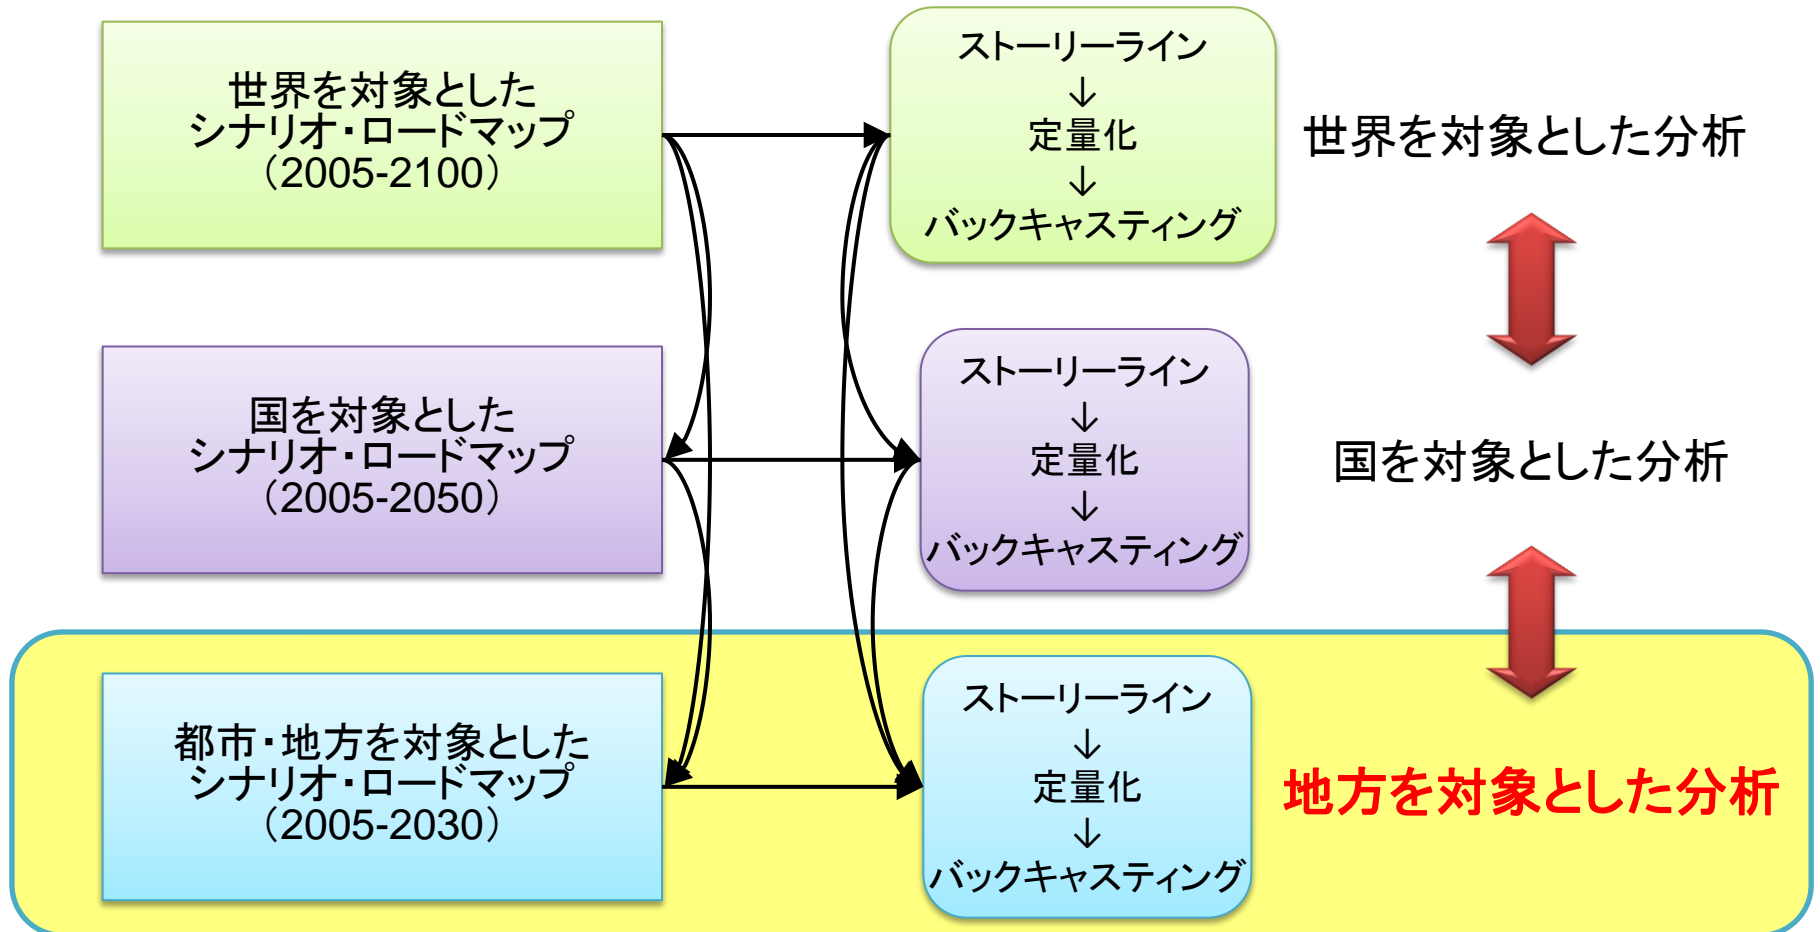 世界を対象とした
シナリオ・ロードマップ
（2005-2100）
ストーリーライン
↓
定量化
↓
バックキャスティング
世界を対象とした分析
国を対象とした
シナリオ・ロードマップ
（2005-2050）
ストーリーライン
↓
定量化
↓
バックキャスティング
国を対象とした分析
都市・地方を対象とした
シナリオ・ロードマップ
（2005-2030）
ストーリーライン
↓
定量化
↓
バックキャスティング
地方を対象とした分析